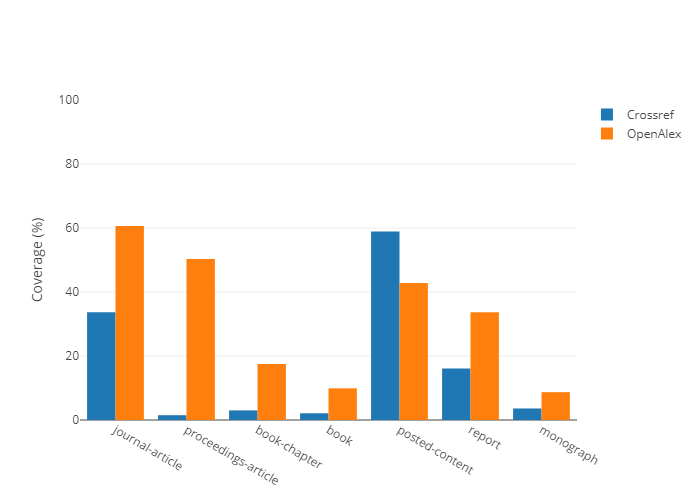 100
80
60
40
20
0
Coverage (%)
journal-article
proceedings-article
book-chapter
book
posted-content
report
monograph
Crossref
OpenAlex